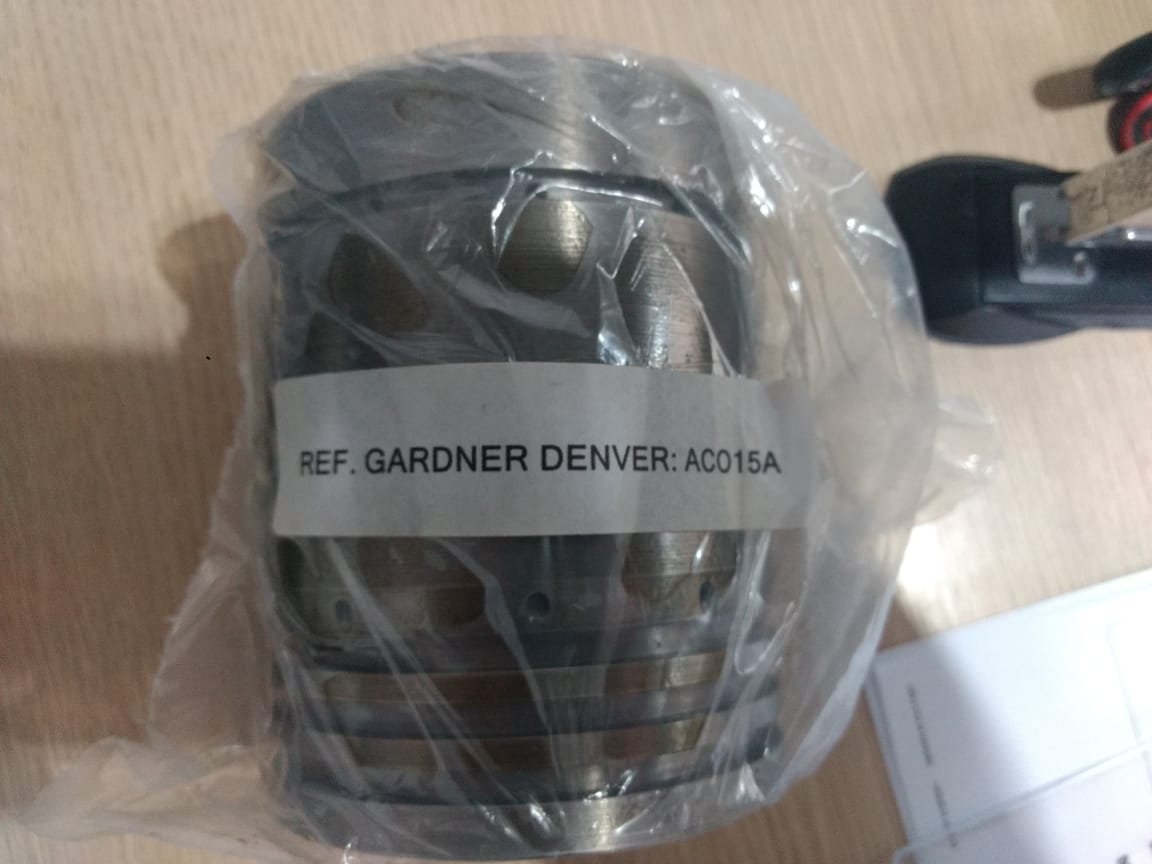 REF. GARDNER DENVER: AC015A